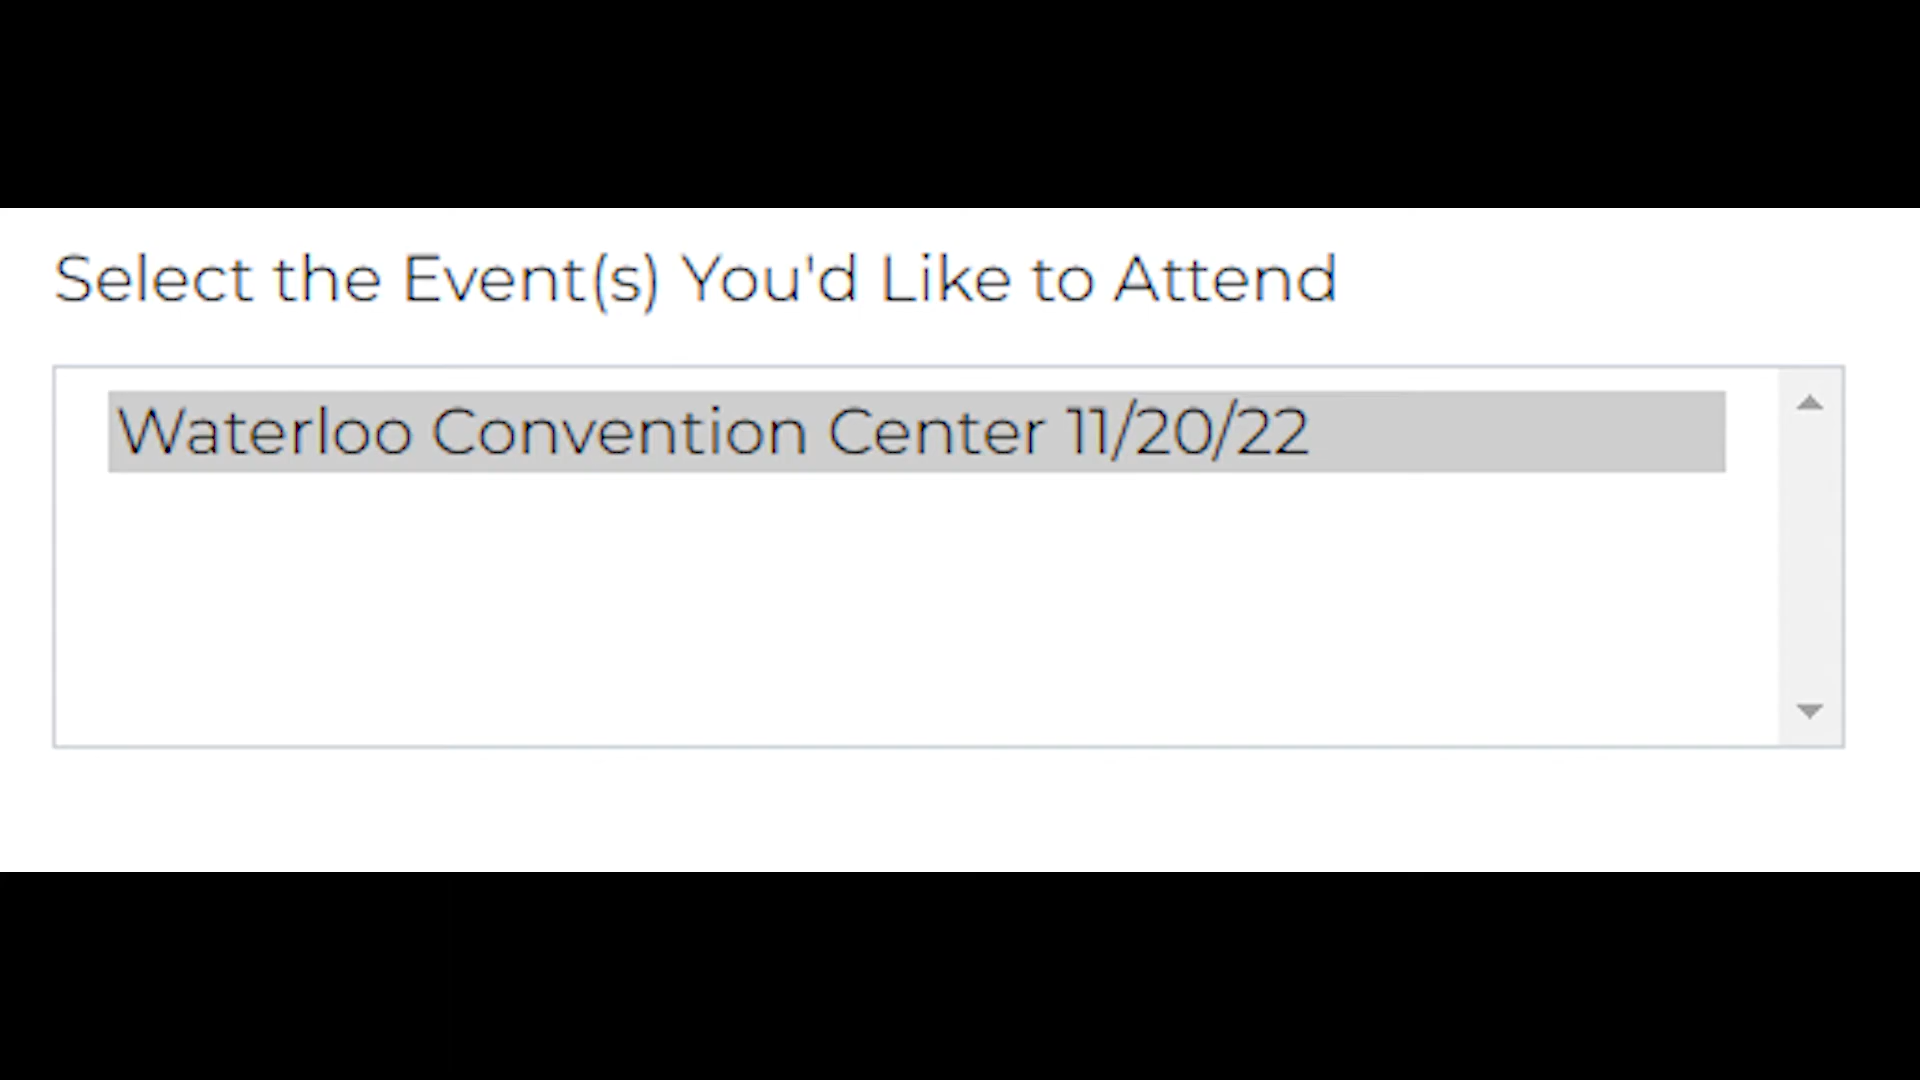 Select the Event(s) You'd Like to Attend
Waterloo Convention Center 11/20/22